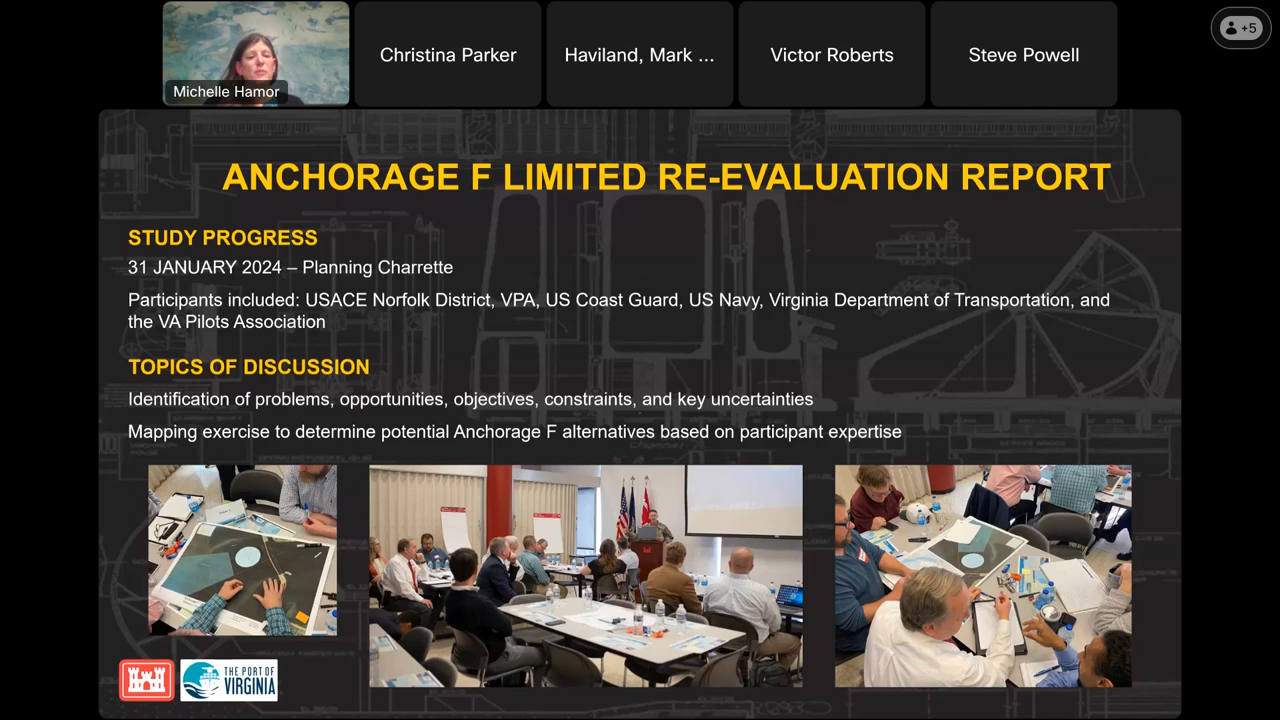 Michelle Hamor
Christina Parker
Haviland, Mark ...
Victor Roberts
Steve Powell
+5
ANCHORAGE F LIMITED RE-EVALUATION REPORT
STUDY PROGRESS
31 JANUARY 2024 – Planning Charrette
Participants included: USACE Norfolk District, VPA, US Coast Guard, US Navy, Virginia Department of Transportation, and
the VA Pilots Association
TOPICS OF DISCUSSION
Identification of problems, opportunities, objectives, constraints, and key uncertainties
Mapping exercise to determine potential Anchorage F alternatives based on participant expertise
THE PORT OF
VIRGINIA